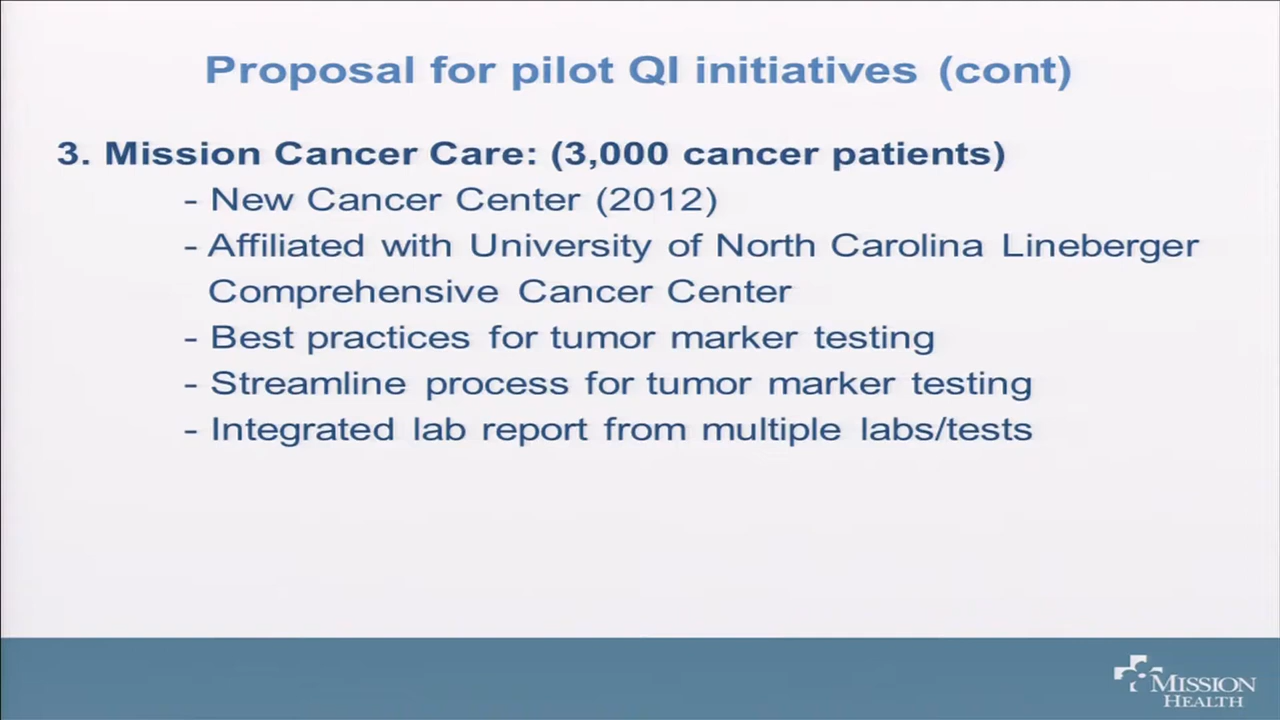 Proposal for pilot QI initiatives (cont)
3. Mission Cancer Care: (3,000 cancer patients)
- New Cancer Center (2012)
- Affiliated with University of North Carolina Lineberger
Comprehensive Cancer Center
- Best practices for tumor marker testing
- Streamline process for tumor marker testing
- Integrated lab report from multiple labs/tests
MISSION
HEALTH